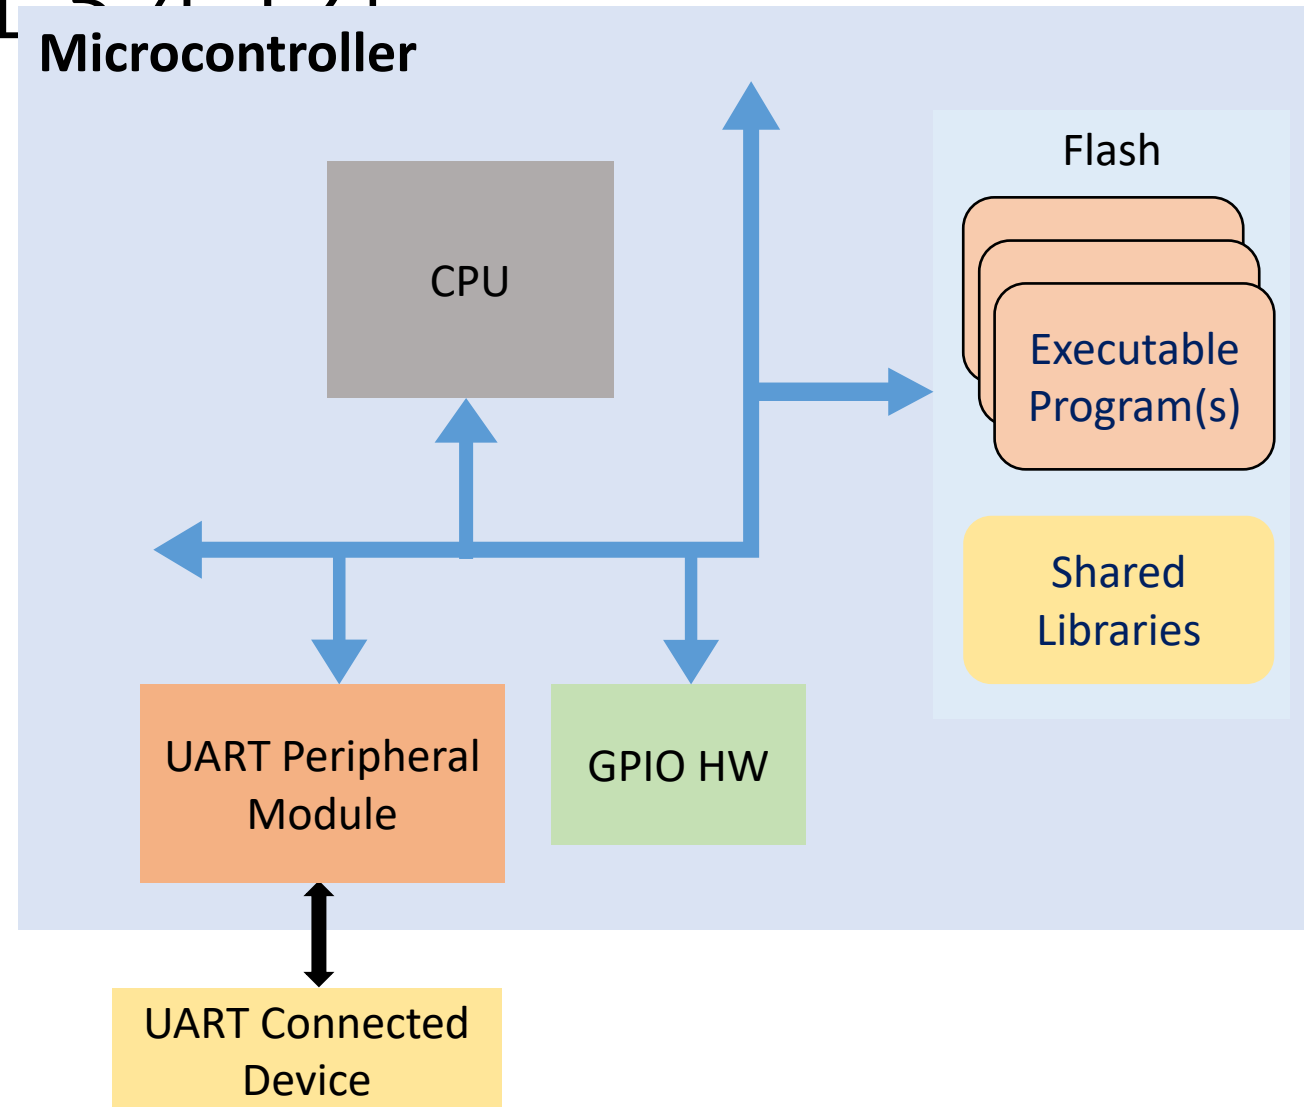 Microcontroller
Flash
CPU
Executable
Program(s)
Shared
Libraries
UART Peripheral
Module
GPIO HW
UART Connected
Device